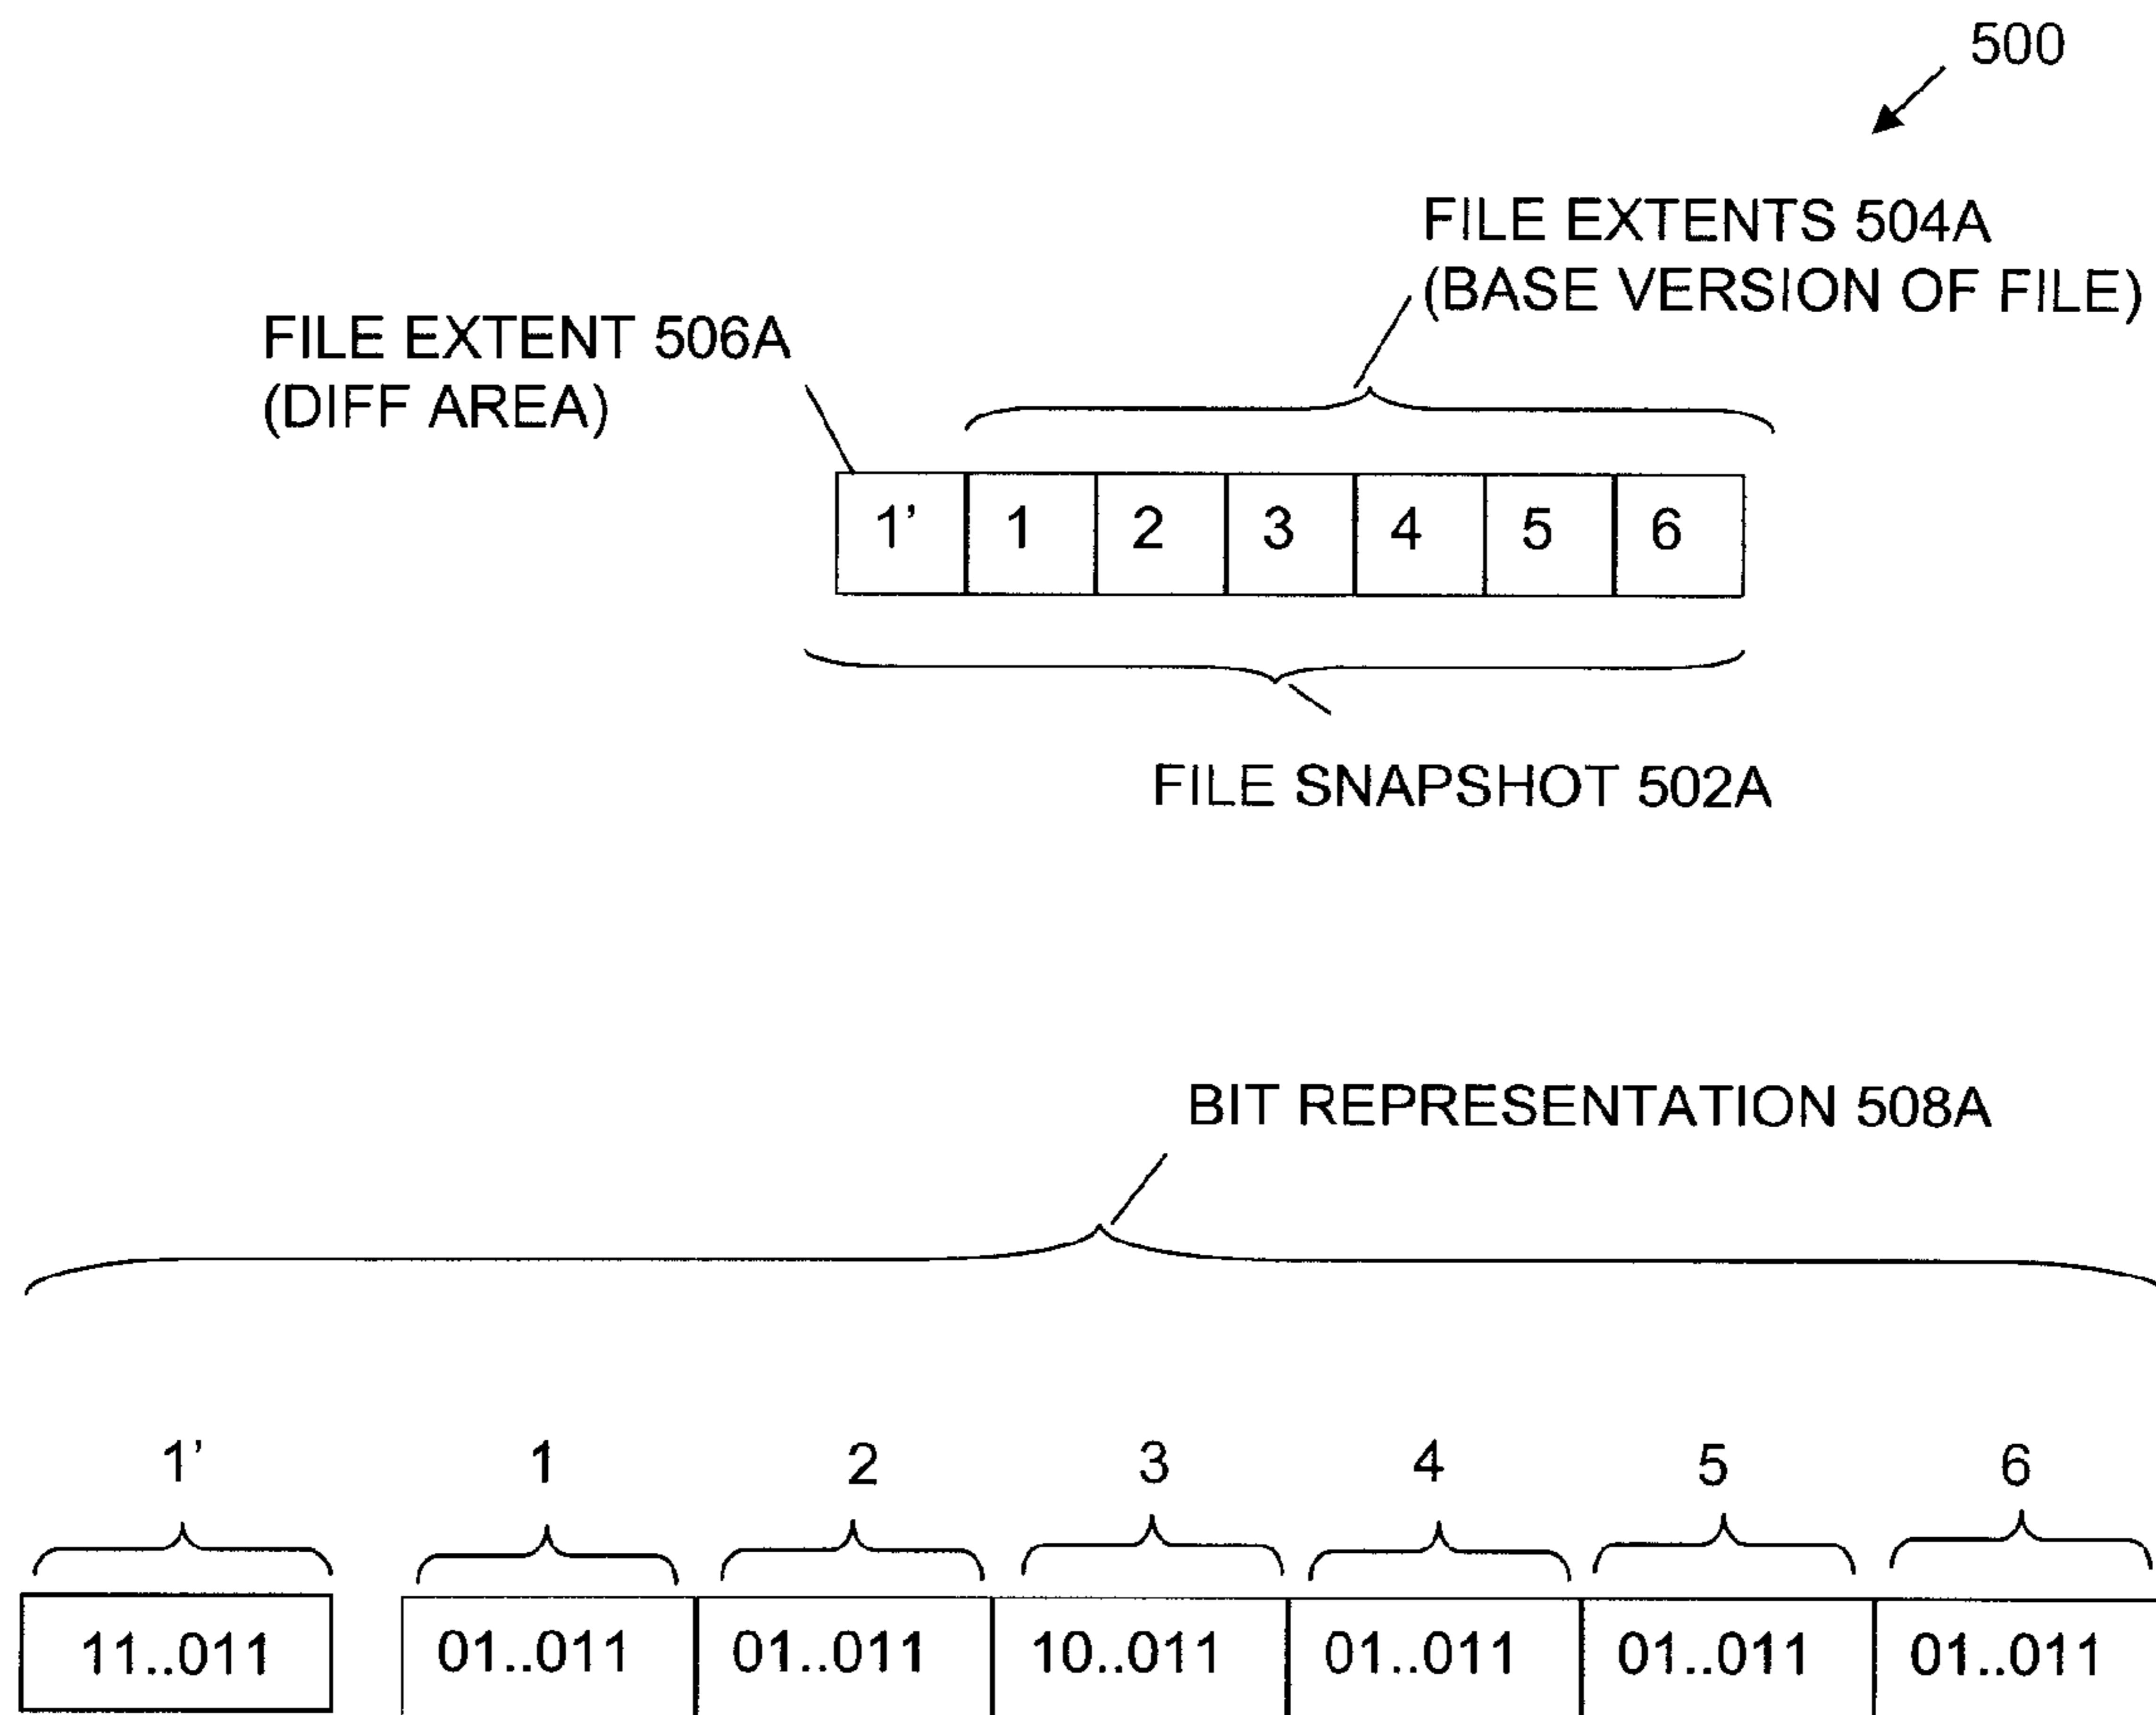 500
FILE EXTENTS 504A
(BASE VERSION OF FILE)
FILE EXTENT 506A
(DIFF AREA)
1' 1 2 3 4 5 6
FILE SNAPSHOT 502A
BIT REPRESENTATION 508A
1' 1 2 3 4 5 6
11..011 01..011 01..011 10..011 01..011 01..011 01..011